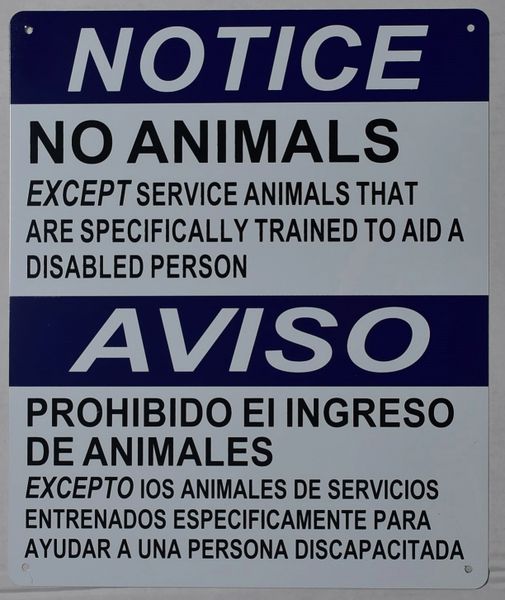 NOTICE
NO ANIMALS
EXCEPT SERVICE ANIMALS THAT
ARE SPECIFICALLY TRAINED TO AID A
DISABLED PERSON
AVISO
PROHIBIDO EI INGRESO
DE ANIMALES
EXCEPTO IOS ANIMALES DE SERVICIOS
ENTRENADOS ESPECIFICAMENTE PARA
AYUDAR A UNA PERSONA DISCAPACITADA